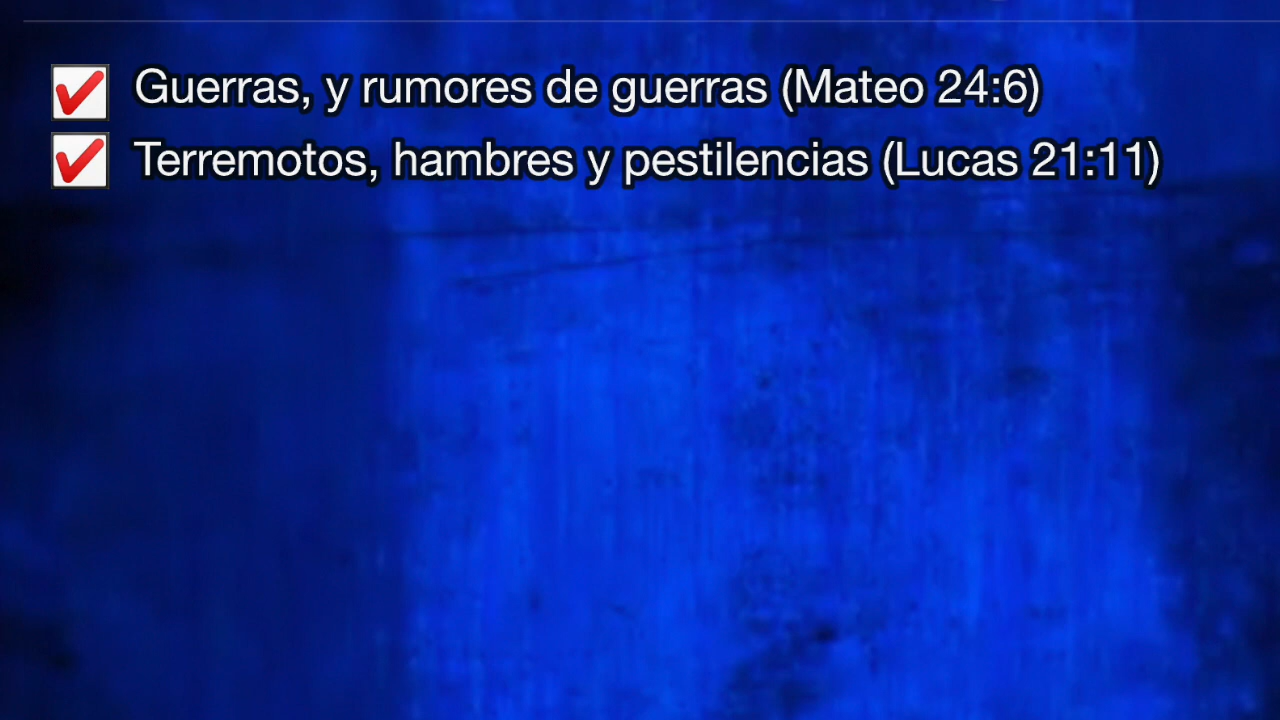 Guerras, y rumores de guerras (Mateo 24:6)
Terremotos, hambres y pestilencias (Lucas 21:11)